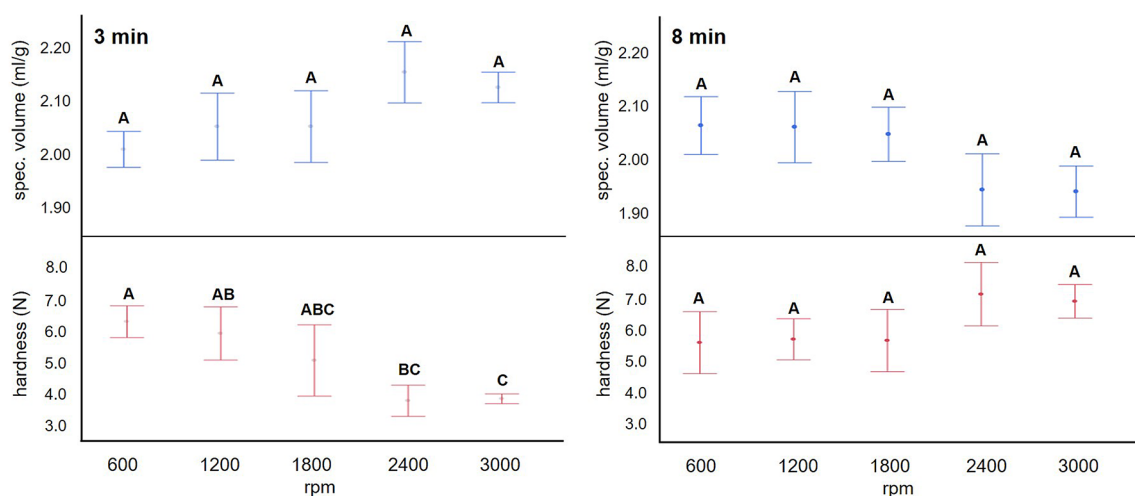 3 min
spec. volume (ml/g)
2.20
2.10
2.00
1.90
A A A A A
hardness (N)
8.0
7.0
6.0
5.0
4.0
3.0
A AB ABC BC C
600 1200 1800 2400 3000
rpm
8 min
spec. volume (ml/g)
2.20
2.10
2.00
1.90
A A A A A
hardness (N)
8.0
7.0
6.0
5.0
4.0
3.0
A A A A A
600 1200 1800 2400 3000
rpm